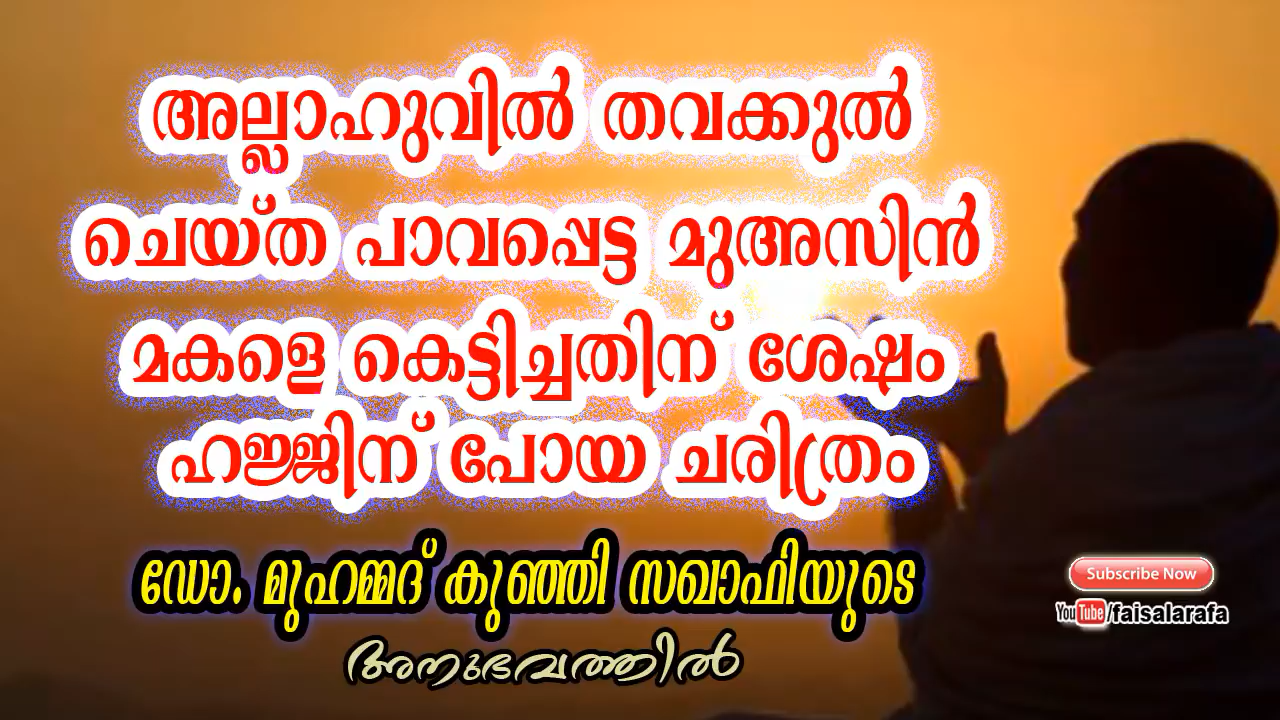 അല്ലാഹുവിൽ തവക്കുൽ
ചെയ്ത പാവപ്പെട്ട മുഅസിൻ
മകളെ കെട്ടിച്ചതിന് ശേഷം
ഹജ്ജിന് പോയ ചരിത്രം
ഡോ. മുഹമ്മദ് കുഞ്ഞി സഖാഫിയുടെ
അനുഭവത്തിൽ
Subscribe Now
YouTube/faisalarafa